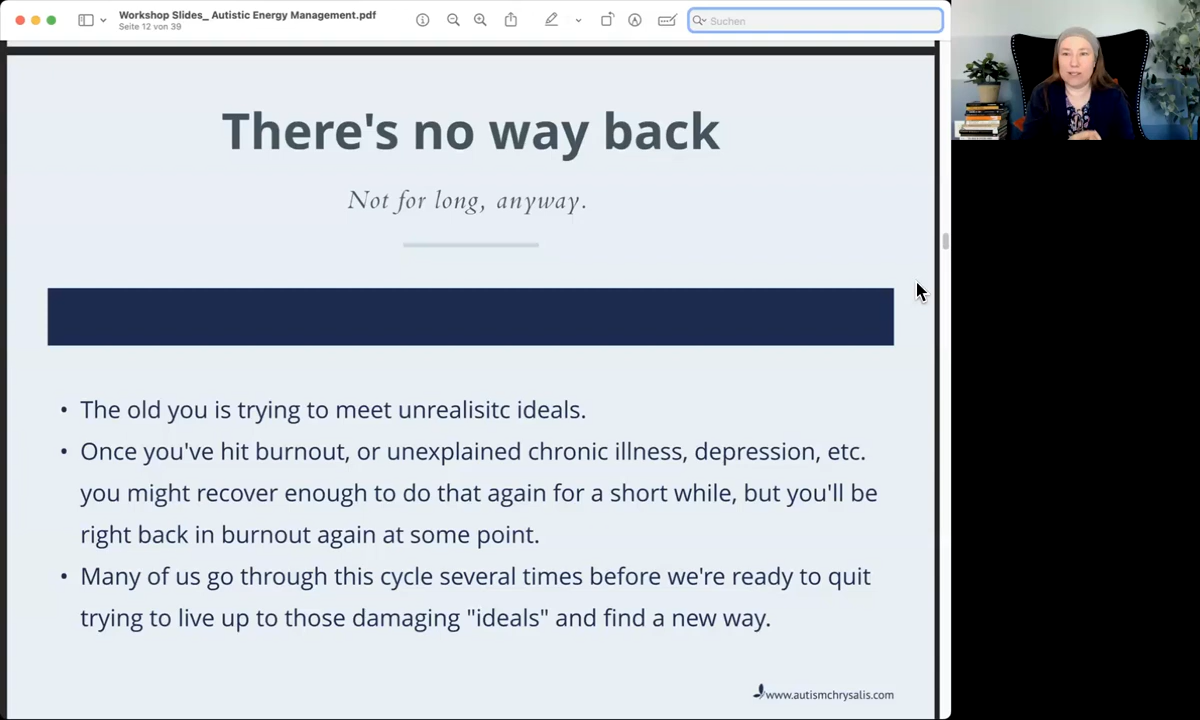 Workshop Slides_ Autistic Energy Management.pdf
Seite 12 von 39
Suchen
There's no way back
Not for long, anyway.
• The old you is trying to meet unrealisitc ideals.
• Once you've hit burnout, or unexplained chronic illness, depression, etc.
you might recover enough to do that again for a short while, but you'll be
right back in burnout again at some point.
• Many of us go through this cycle several times before we're ready to quit
trying to live up to those damaging "ideals" and find a new way.
www.autismchrysalis.com